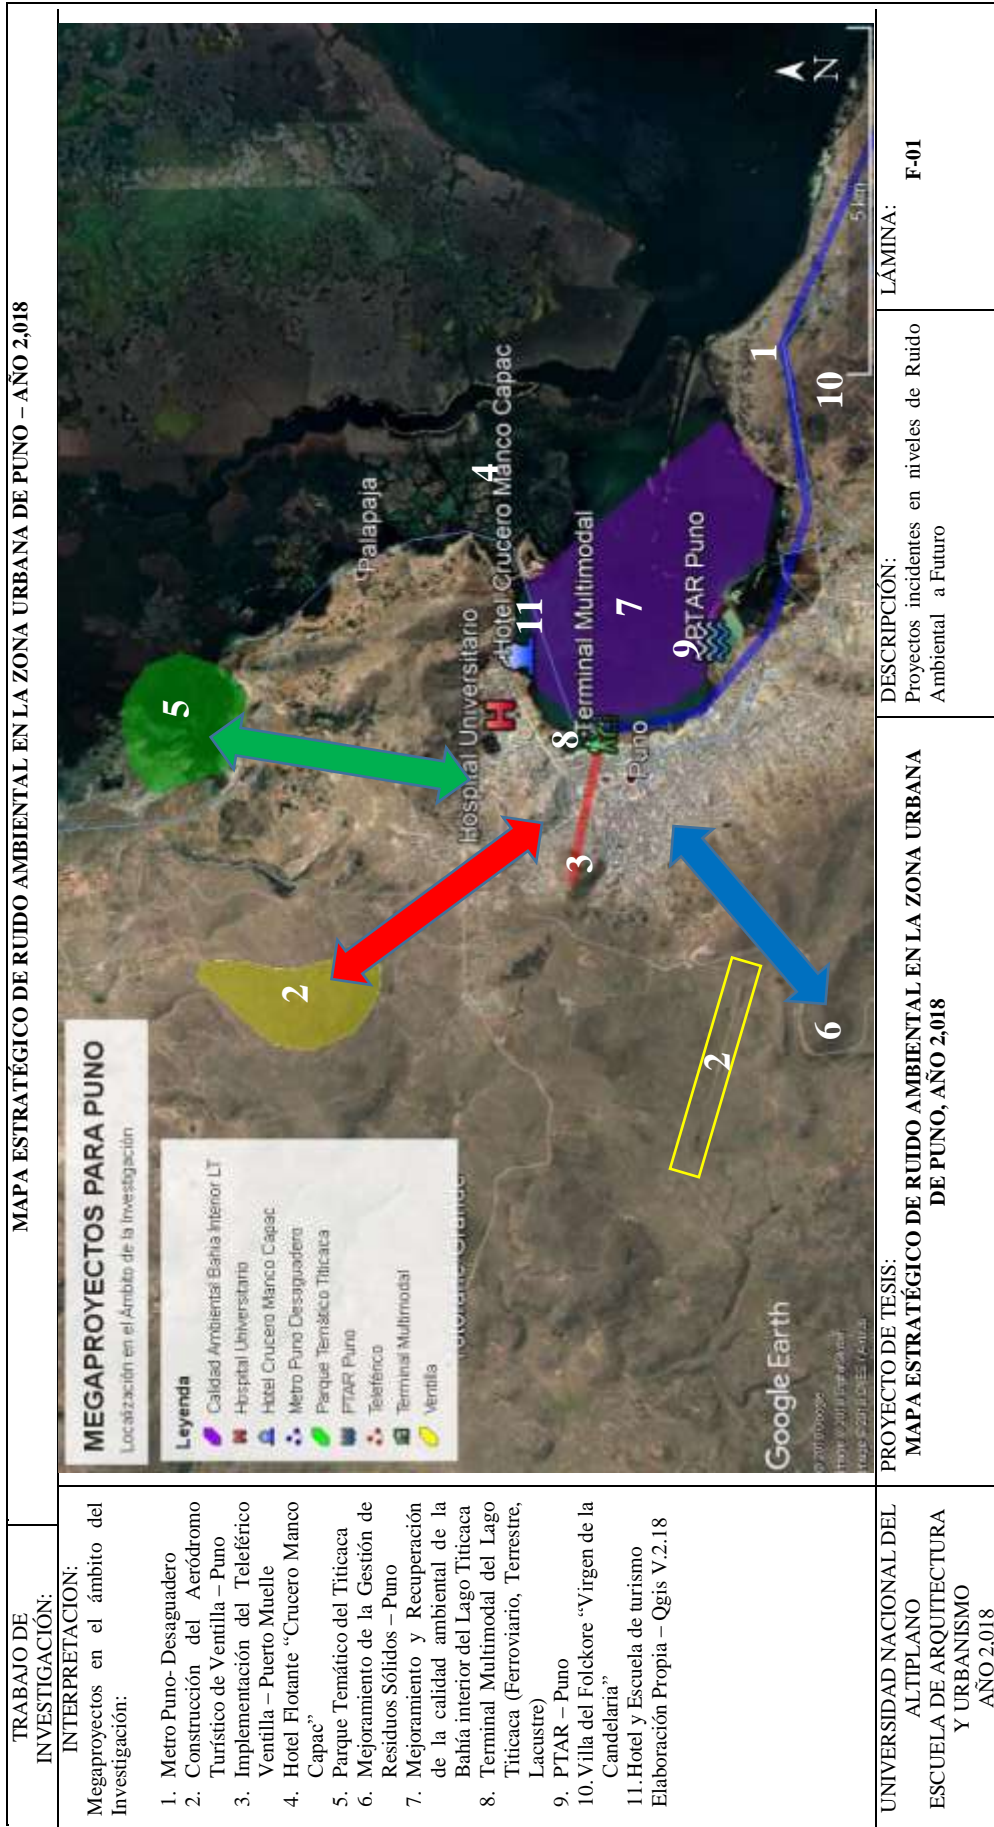 MAPA ESTRATÉGICO DE RUIDO AMBIENTAL EN LA ZONA URBANA DE PUNO – AÑO 2,018
TRABAJO DE
INVESTIGACIÓN:
INTERPRETACION:
Megaproyectos en el ámbito del
Investigación:
1. Metro Puno- Desaguadero
2. Construcción del Aeródromo
Turístico de Ventilla – Puno
3. Implementación del Teleférico
Ventilla – Puerto Muelle
4. Hotel Flotante “Crucero Manco
Capac”
5. Parque Temático del Titicaca
6. Mejoramiento de la Gestión de
Residuos Sólidos – Puno
7. Mejoramiento y Recuperación
de la calidad ambiental de la
Bahía interior del Lago Titicaca
8. Terminal Multimodal del Lago
Titicaca (Ferroviario, Terrestre,
Lacustre)
9. PTAR – Puno
10. Villa del Folckore “Virgen de la
Candelaria”
11. Hotel y Escuela de turismo
Elaboración Propia – Qgis V.2.18
MEGAPROYECTOS PARA PUNO
Localización en el Ámbito de la Investigación
Leyenda
Calidad Ambiental Bahia Interior LT
Hospital Universitario
Hotel Crucero Manco Capac
Metro Puno Desaguadero
Parque Temático Titicaca
PTAR Puno
Teleférico
Terminal Multimodal
Ventilla
5
2
Palapaja
4
Hotel Crucero Manco Capac
Hospital Universitario
H
11
8
Terminal Multimodal
3
Puno
7
9
PTAR Puno
2
6
1
10
N
5 km
Google Earth
UNIVERSIDAD NACIONAL DEL
ALTIPLANO
ESCUELA DE ARQUITECTURA
Y URBANISMO
AÑO 2,018
PROYECTO DE TESIS:
MAPA ESTRATÉGICO DE RUIDO AMBIENTAL EN LA ZONA URBANA
DE PUNO, AÑO 2,018
DESCRIPCIÓN:
Proyectos incidentes en niveles de Ruido
Ambiental a Futuro
LÁMINA:
F-01